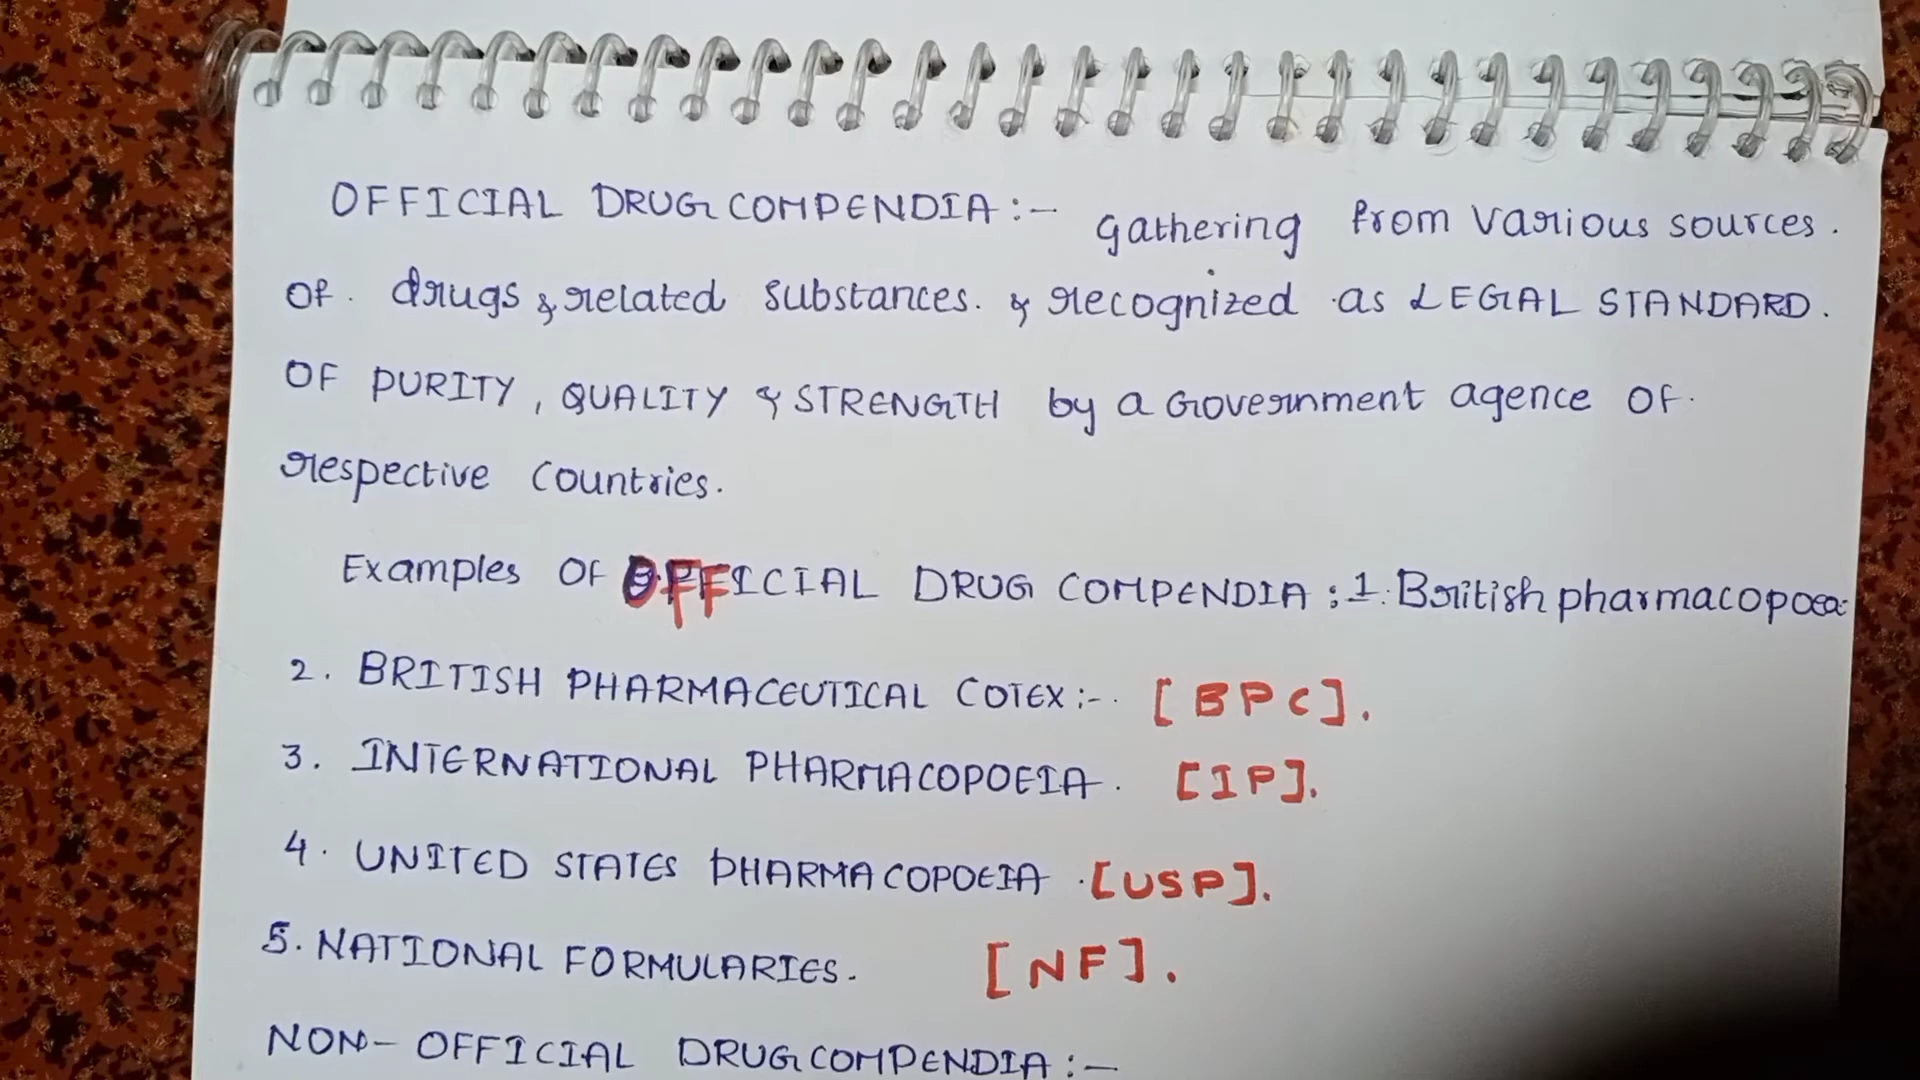 OFFICIAL DRUG COMPENDIA :- gathering from various sources.
of. drugs & related substances. & recognized as LEGAL STANDARD.
OF PURITY, QUALITY & STRENGTH by a Government agence of.
respective countries.
Examples of OFFICIAL DRUG COMPENDIA : 1. British pharmacopoea
2. BRITISH PHARMACEUTICAL COTEX :- . [BPC].
3. INTERNATIONAL PHARMACOPOEIA. [IP].
4. UNITED STATES PHARMACOPOEIA . [USP].
5. NATIONAL FORMULARIES. [NF].
NON-OFFICIAL DRUG COMPENDIA :-